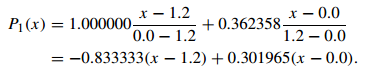 P₁(x) = 1.000000 (x − 1.2)/(0.0 − 1.2) + 0.362358 (x − 0.0)/(1.2 − 0.0)
= −0.833333(x − 1.2) + 0.301965(x − 0.0).